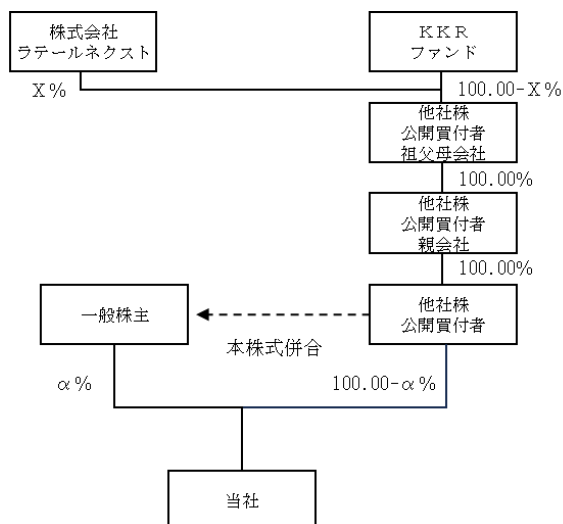 株式会社
ラテールネクスト
ＫＫＲ
ファンド
Ｘ％
100.00-Ｘ％
他社株
公開買付者
祖父母会社
100.00%
他社株
公開買付者
親会社
100.00%
一般株主
他社株
公開買付者
本株式併合
α％
100.00-α％
当社